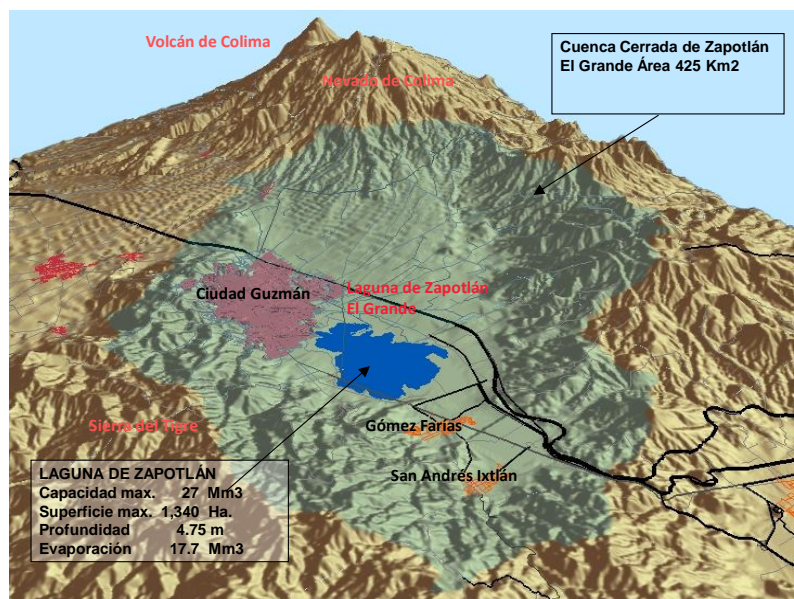 Volcán de Colima
Cuenca Cerrada de Zapotlán
El Grande Área 425 Km2
Nevado de Colima
Ciudad Guzmán
Laguna de Zapotlán
El Grande
Sierra del Tigre
Gómez Farías
San Andrés Ixtlán
LAGUNA DE ZAPOTLÁN
Capacidad max. 27 Mm3
Superficie max. 1,340 Ha.
Profundidad 4.75 m
Evaporación 17.7 Mm3